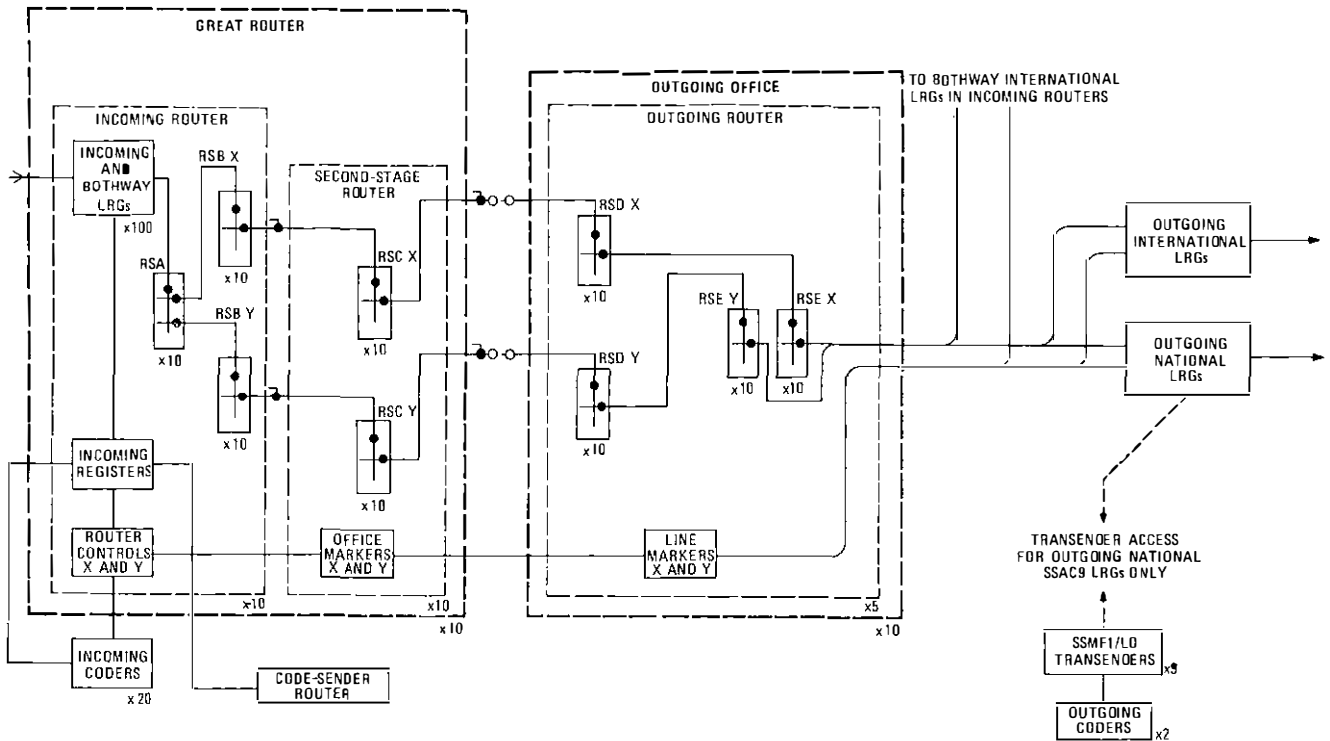 GREAT ROUTER
INCOMING ROUTER
INCOMING
AND
BOTHWAY
LRGs
x100
RSA
x10
RSB X
x10
RSB Y
x10
INCOMING
REGISTERS
ROUTER
CONTROLS
X AND Y
x10
INCOMING
CODERS
x20
CODE-SENDER
ROUTER
SECOND-STAGE
ROUTER
RSC X
x10
RSC Y
x10
OFFICE
MARKERS
X AND Y
x10
x10
OUTGOING OFFICE
OUTGOING ROUTER
RSD X
x10
RSD Y
x10
RSE Y
x10
RSE X
x10
LINE
MARKERS
X AND Y
x5
x10
TO BOTHWAY INTERNATIONAL
LRGs IN INCOMING ROUTERS
OUTGOING
INTERNATIONAL
LRGs
OUTGOING
NATIONAL
LRGs
TRANSENDER ACCESS
FOR OUTGOING NATIONAL
SSAC9 LRGs ONLY
SSMF1/LD
TRANSENDERS
OUTGOING
CODERS
x2